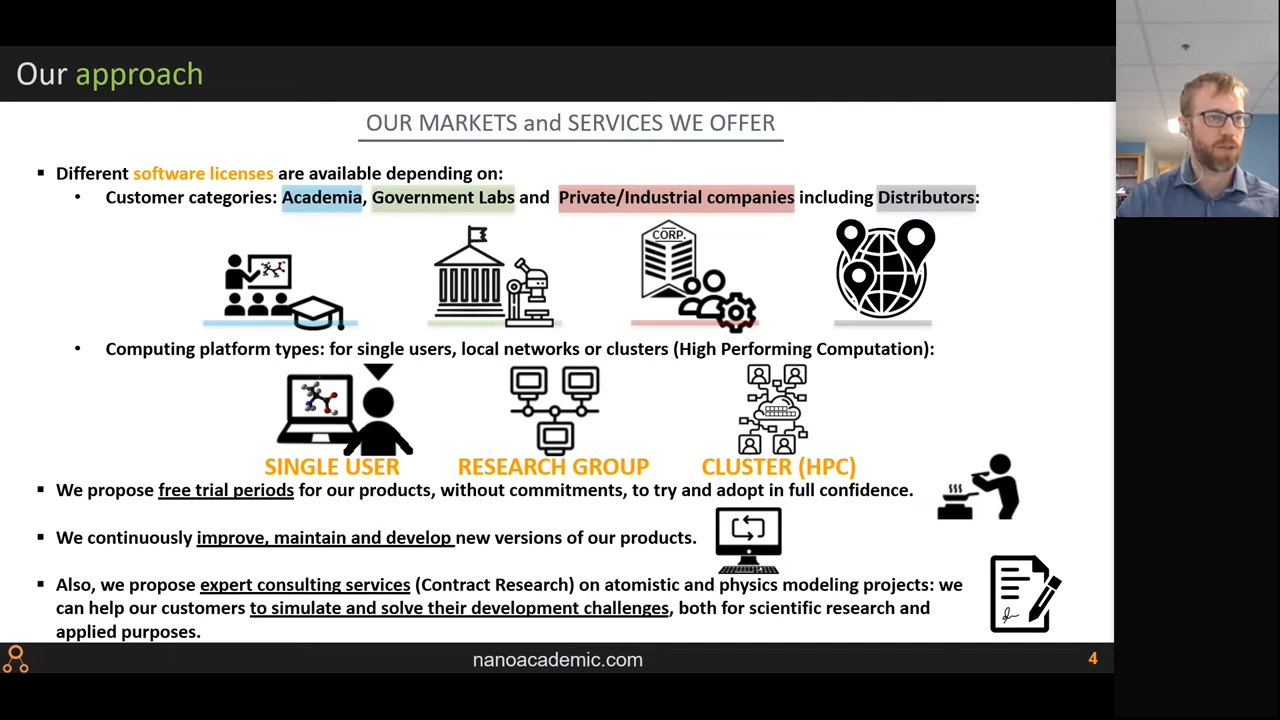 Our approach
OUR MARKETS and SERVICES WE OFFER
▪ Different software licenses are available depending on:
• Customer categories: Academia, Government Labs and Private/Industrial companies including Distributors:
CORP.
• Computing platform types: for single users, local networks or clusters (High Performing Computation):
SINGLE USER RESEARCH GROUP CLUSTER (HPC)
▪ We propose free trial periods for our products, without commitments, to try and adopt in full confidence.
▪ We continuously improve, maintain and develop new versions of our products.
▪ Also, we propose expert consulting services (Contract Research) on atomistic and physics modeling projects: we
can help our customers to simulate and solve their development challenges, both for scientific research and
applied purposes.
nanoacademic.com 4